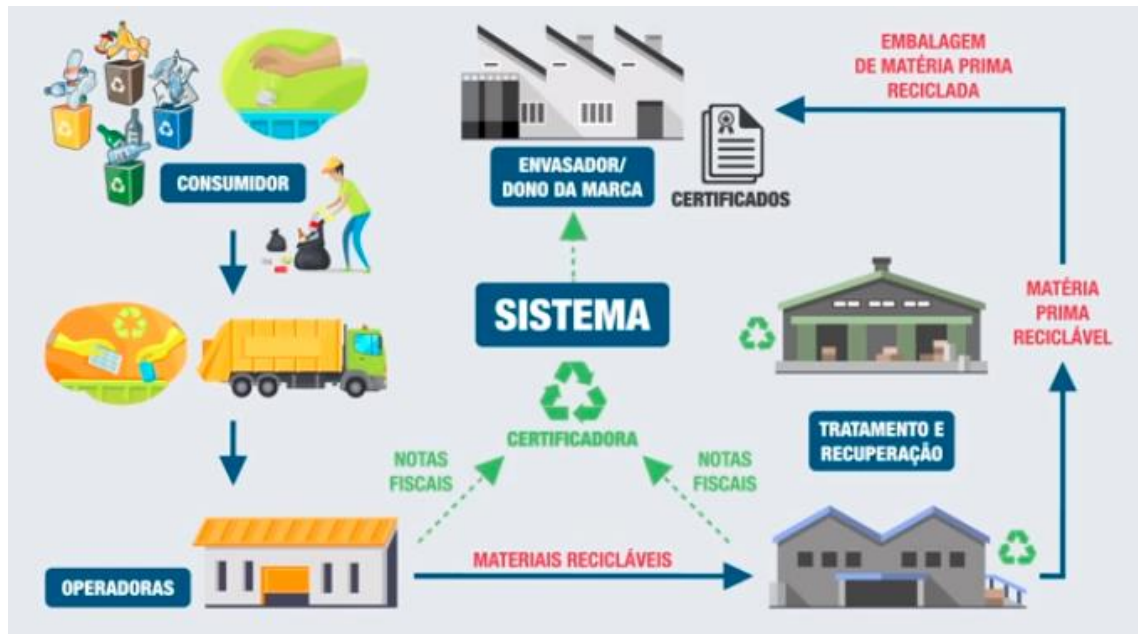 CONSUMIDOR
ENVASADOR/
DONO DA MARCA
CERTIFICADOS
EMBALAGEM
DE MATÉRIA PRIMA
RECICLADA
SISTEMA
CERTIFICADORA
MATÉRIA
PRIMA
RECICLÁVEL
TRATAMENTO E
RECUPERAÇÃO
NOTAS
FISCAIS
NOTAS
FISCAIS
MATERIAIS RECICLÁVEIS
OPERADORAS